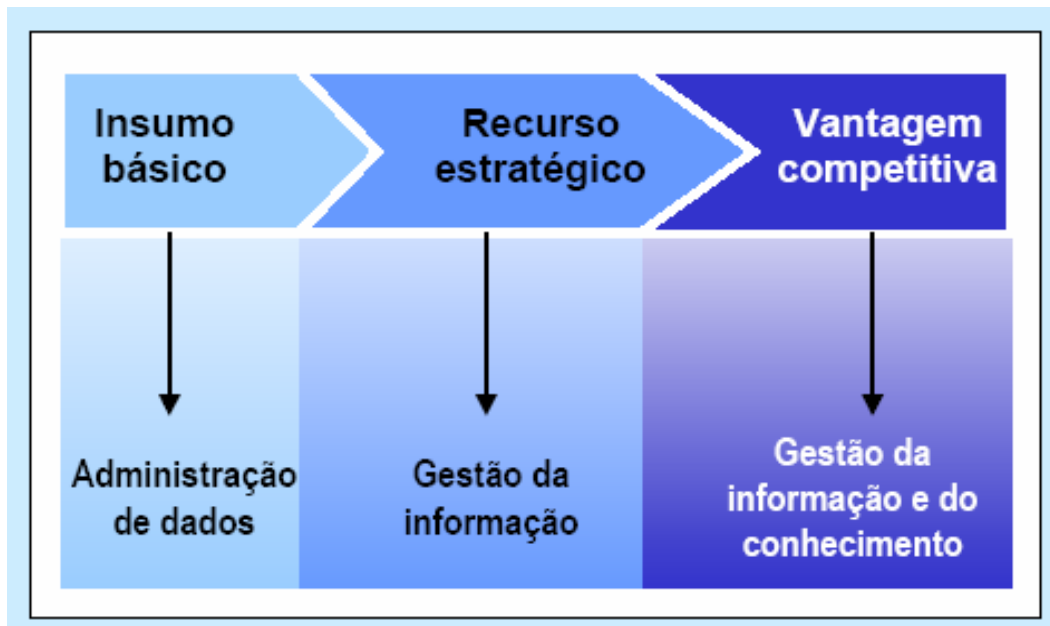 Insumo
básico
Recurso
estratégico
Vantagem
competitiva
Administração
de dados
Gestão da
informação
Gestão da
informação e do
conhecimento